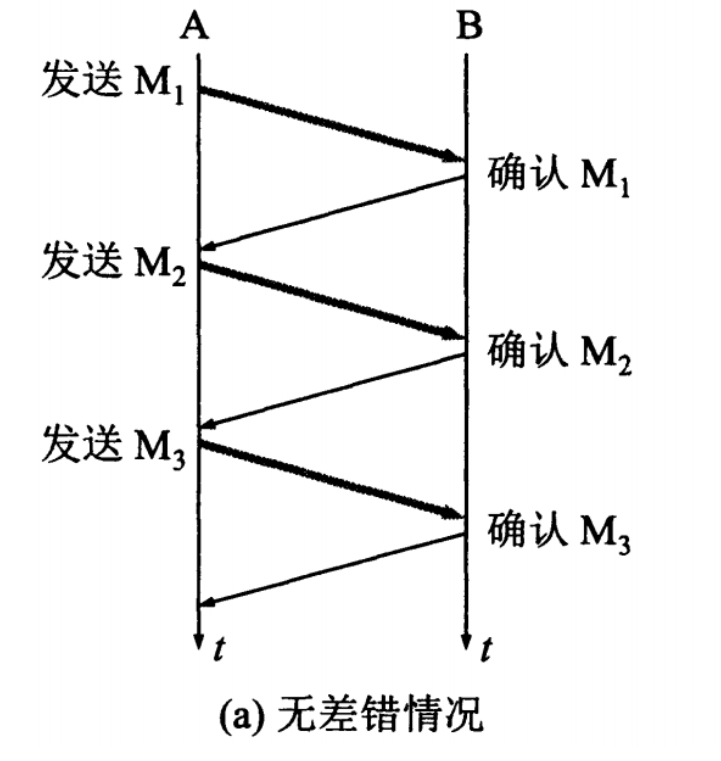 A B
发送 M₁
确认 M₁
发送 M₂
确认 M₂
发送 M₃
确认 M₃
t t
(a) 无差错情况